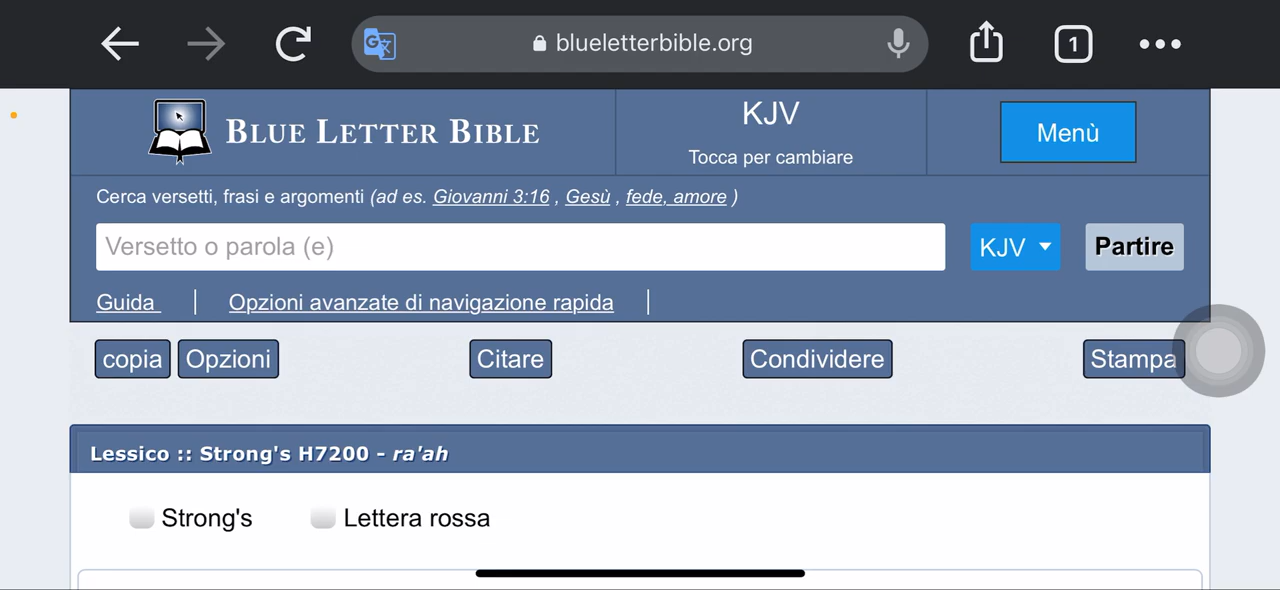 blueletterbible.org
1
BLUE LETTER BIBLE
KJV
Tocca per cambiare
Menù
Cerca versetti, frasi e argomenti (ad es. Giovanni 3:16 , Gesù , fede, amore )
Versetto o parola (e)
KJV
Partire
Guida | Opzioni avanzate di navigazione rapida |
copia Opzioni Citare Condividere Stampa
Lessico :: Strong's H7200 - ra'ah
Strong's Lettera rossa